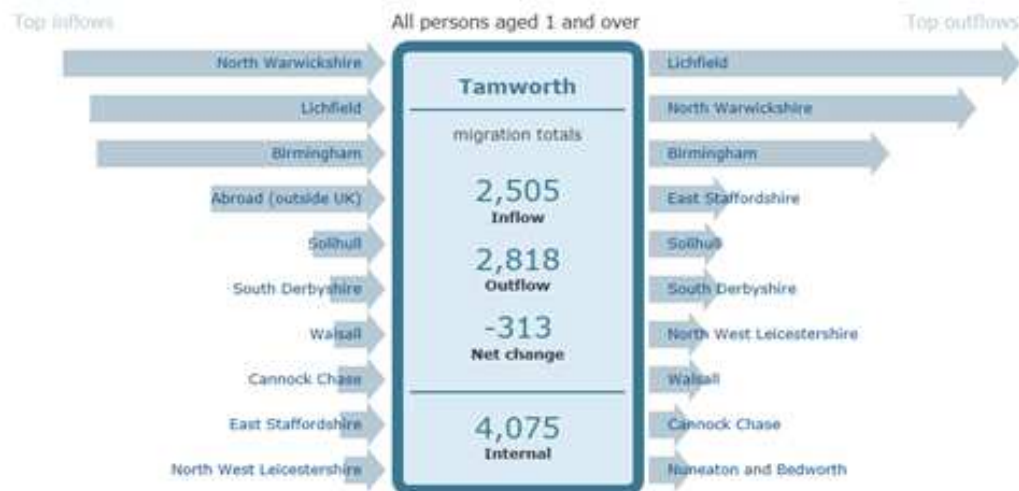 Top inflows
All persons aged 1 and over
Top outflows
North Warwickshire
Lichfield
Birmingham
Abroad (outside UK)
Solihull
South Derbyshire
Walsall
Cannock Chase
East Staffordshire
North West Leicestershire
Tamworth
migration totals
2,505
Inflow
2,818
Outflow
-313
Net change
4,075
Internal
Lichfield
North Warwickshire
Birmingham
East Staffordshire
Solihull
South Derbyshire
North West Leicestershire
Walsall
Cannock Chase
Nuneaton and Bedworth